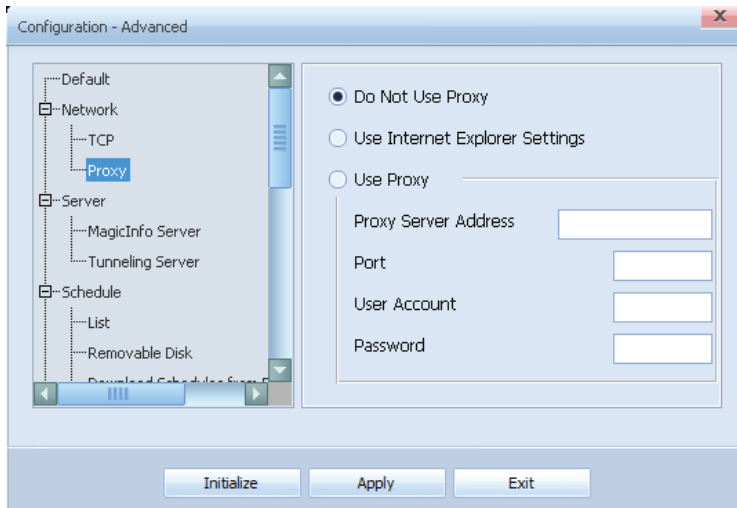 Configuration - Advanced
x
Default
Network
TCP
Proxy
Server
MagicInfo Server
Tunneling Server
Schedule
List
Removable Disk
Do Not Use Proxy
Use Internet Explorer Settings
Use Proxy
Proxy Server Address
Port
User Account
Password
Initialize
Apply
Exit